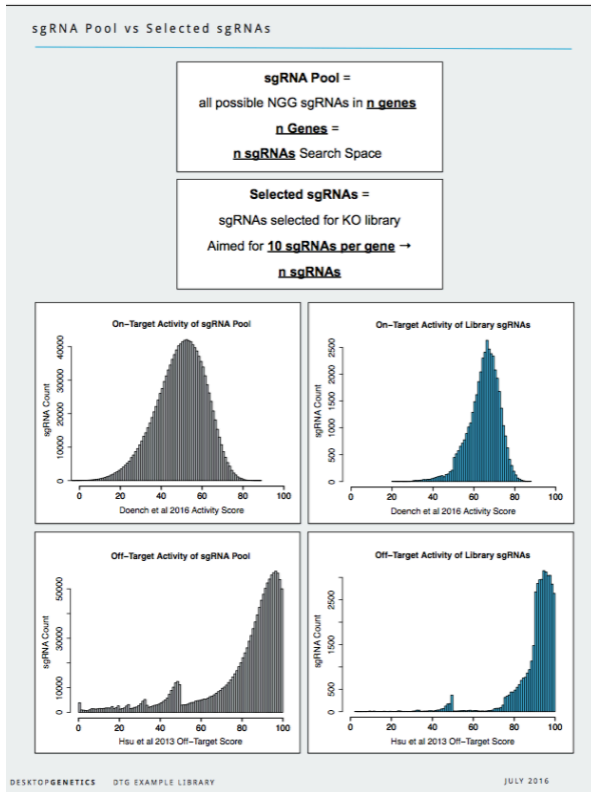 sgRNA Pool vs Selected sgRNAs
sgRNA Pool =
all possible NGG sgRNAs in n genes
n Genes =
n sgRNAs Search Space
Selected sgRNAs =
sgRNAs selected for KO library
Aimed for 10 sgRNAs per gene →
n sgRNAs
On-Target Activity of sgRNA Pool
sgRNA Count
0 10000 20000 30000 40000
0 20 40 60 80 100
Doench et al 2016 Activity Score
On-Target Activity of Library sgRNAs
sgRNA Count
0 500 1000 1500 2000 2500
0 20 40 60 80 100
Doench et al 2016 Activity Score
Off-Target Activity of sgRNA Pool
sgRNA Count
0 10000 30000 50000
0 20 40 60 80 100
Hsu et al 2013 Off-Target Score
Off-Target Activity of Library sgRNAs
sgRNA Count
0 500 1500 2500
0 20 40 60 80 100
Hsu et al 2013 Off-Target Score
DESKTOPGENETICS DTG EXAMPLE LIBRARY
JULY 2016